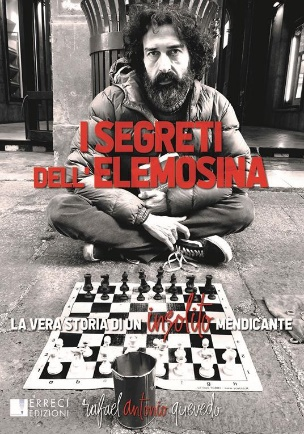 I SEGRETI
DELL'ELEMOSINA
LA VERA STORIA DI UN insolito MENDICANTE
ERRECI
EDIZIONI
rafael antonio quevedo